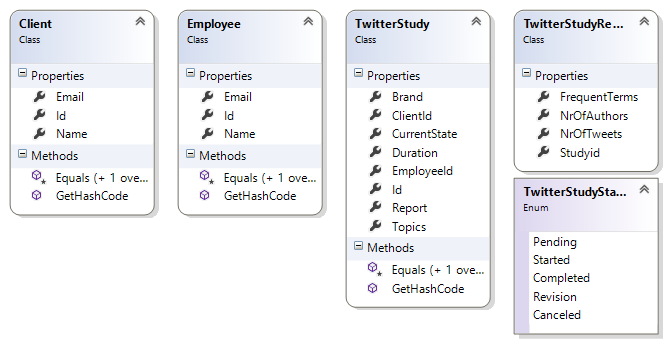 Client
Class
Properties
Email
Id
Name
Methods
Equals (+ 1 ove...
GetHashCode
Employee
Class
Properties
Email
Id
Name
Methods
Equals (+ 1 ove...
GetHashCode
TwitterStudy
Class
Properties
Brand
ClientId
CurrentState
Duration
EmployeeId
Id
Report
Topics
Methods
Equals (+ 1 ove...
GetHashCode
TwitterStudyRe...
Class
Properties
FrequentTerms
NrOfAuthors
NrOfTweets
Studyid
TwitterStudySta...
Enum
Pending
Started
Completed
Revision
Canceled